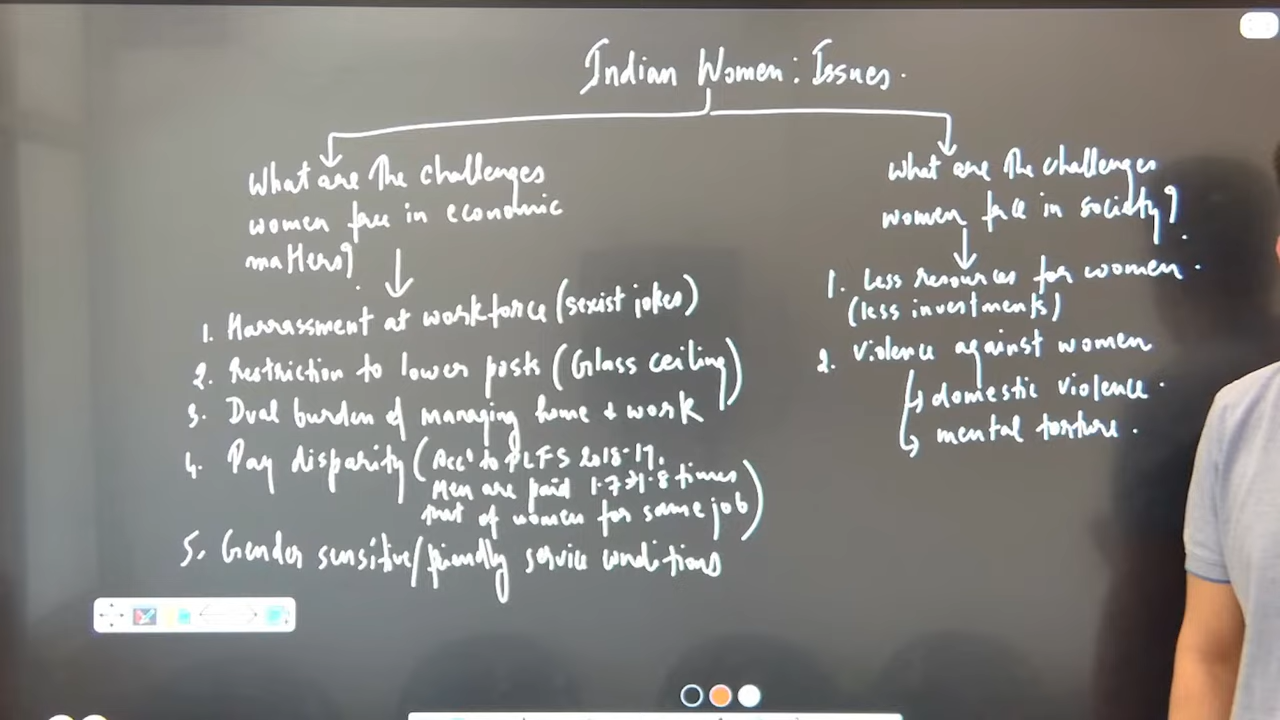 Indian Women: Issues.
What are the challenges
women face in economic
matters?
1. Harrassment at workforce (sexist jokes)
2. Restriction to lower posts (Glass ceiling)
3. Dual burden of managing home & work
4. Pay disparity (Acc' to PLFS 2018-19.
Men are paid 1.7 → 1.8 times
that of women for same job)
5. Gender sensitive/friendly service conditions
What are the challenges
women face in society?
1. Less resources for women.
(less investments)
2. Violence against women
domestic violence.
mental torture.